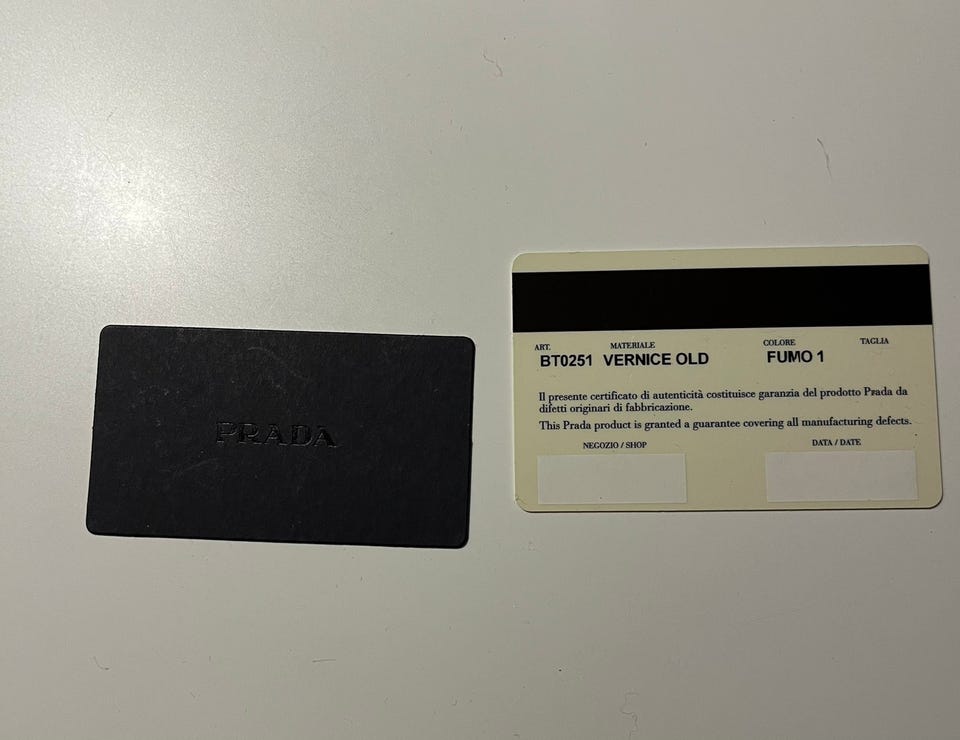 PRADA
ART. MATERIALE COLORE TAGLIA
BT0251 VERNICE OLD FUMO 1
Il presente certificato di autenticità costituisce garanzia del prodotto Prada da
difetti originari di fabbricazione.
This Prada product is granted a guarantee covering all manufacturing defects.
NEGOZIO / SHOP DATA / DATE